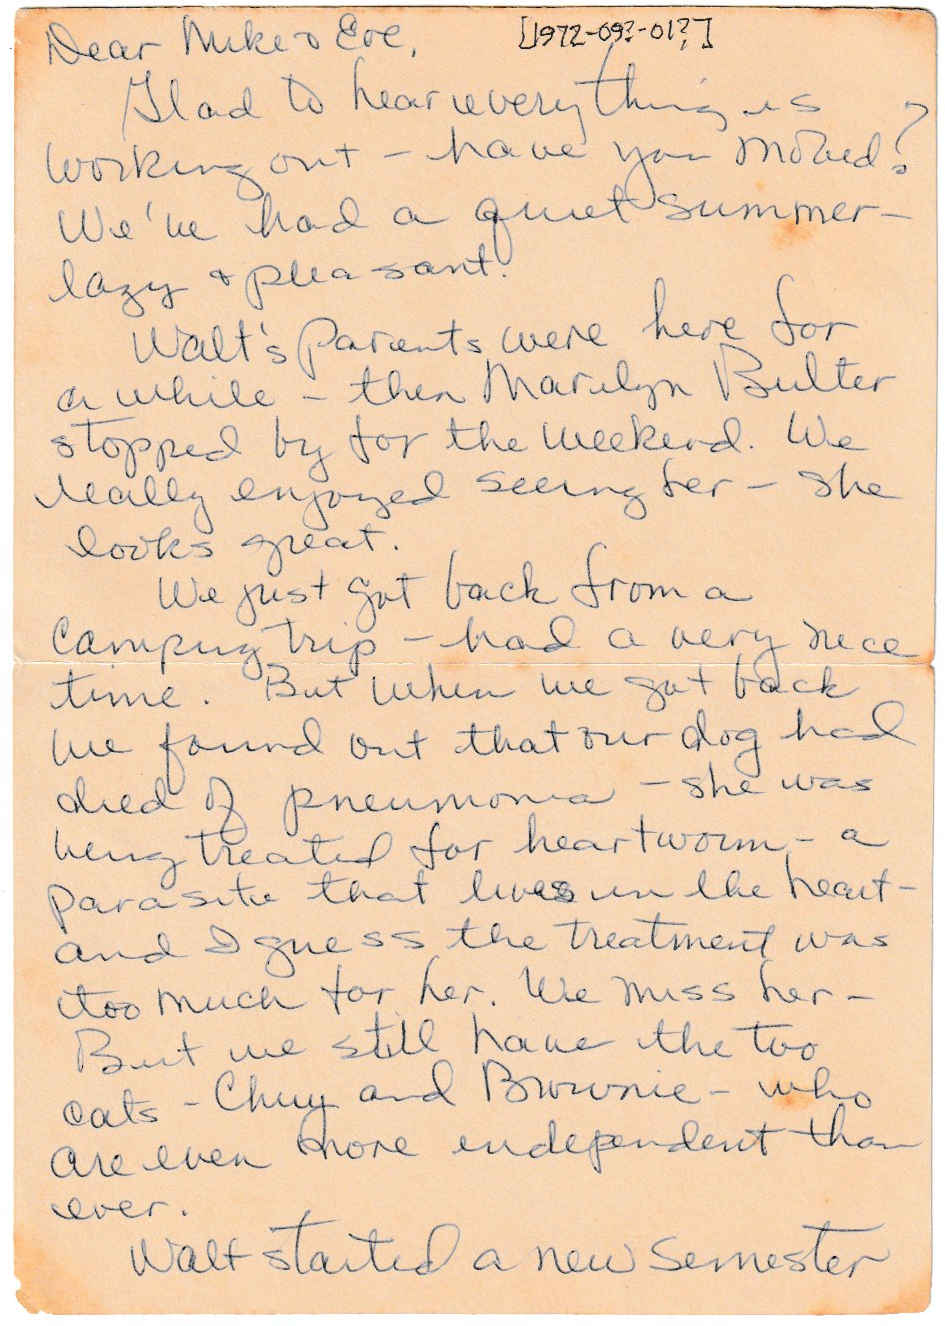 Dear Mike & Eve,
[1972-09?-01?]
Glad to hear everything is
working out - have you moved?
We've had a quiet summer-
lazy & pleasant.
Walt's parents were here for
a while - then Marilyn Bulter
stopped by for the weekend. We
really enjoyed seeing her - she
looks great.
We just got back from a
camping trip - had a very nice
time. But when we got back
we found out that our dog had
died of pneumonia - she was
being treated for heartworm - a
parasite that lives in the heart-
and I guess the treatment was
too much for her. We miss her -
But we still have the two
cats - Chuy and Brownie - who
are even more independent than
ever.
Walt started a new semester